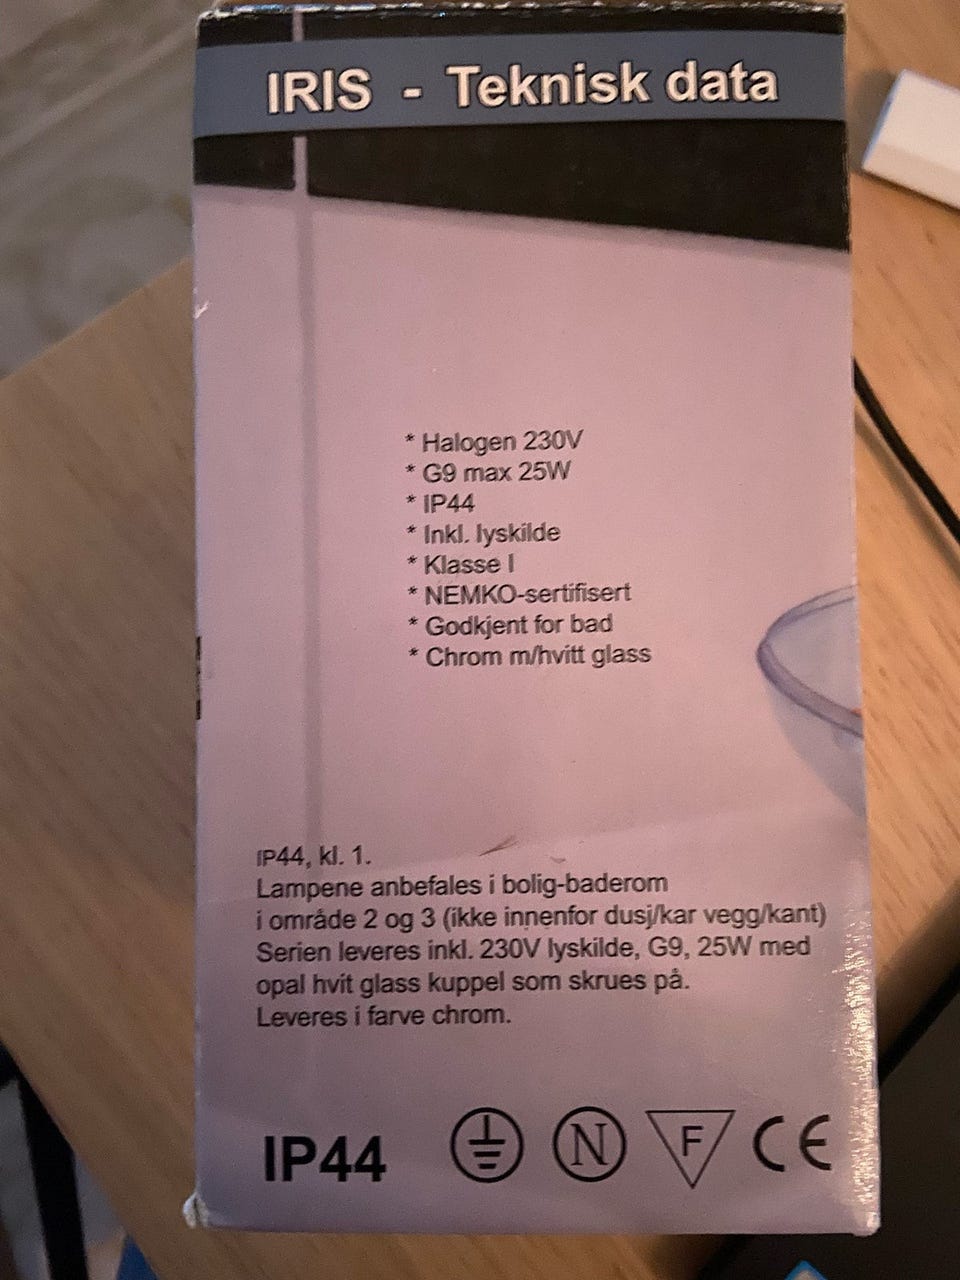 IRIS - Teknisk data
* Halogen 230V
* G9 max 25W
* IP44
* Inkl. lyskilde
* Klasse I
* NEMKO-sertifisert
* Godkjent for bad
* Chrom m/hvitt glass
IP44, kl. 1.
Lampene anbefales i bolig-baderom
i område 2 og 3 (ikke innenfor dusj/kar vegg/kant)
Serien leveres inkl. 230V lyskilde, G9, 25W med
opal hvit glass kuppel som skrues på.
Leveres i farve chrom.
IP44 N F CE